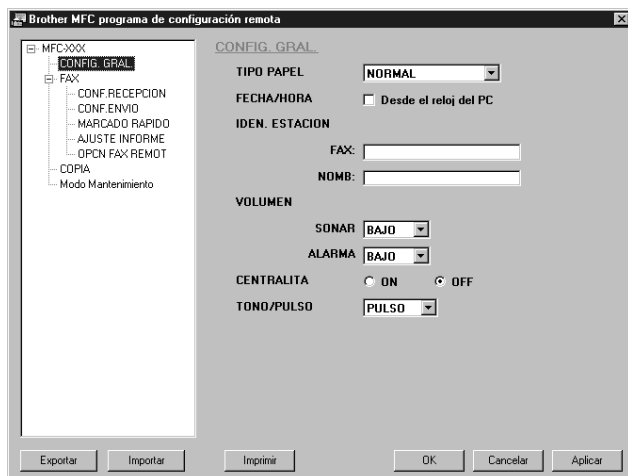 Brother MFC programa de configuración remota
MFC-XXX
CONFIG. GRAL.
FAX
CONF.RECEPCION
CONF.ENVIO
MARCADO RAPIDO
AJUSTE INFORME
OPCN FAX REMOT
COPIA
Modo Mantenimiento
CONFIG. GRAL.
TIPO PAPEL NORMAL
FECHA/HORA Desde el reloj del PC
IDEN. ESTACION
FAX:
NOMB:
VOLUMEN
SONAR BAJO
ALARMA BAJO
CENTRALITA ON OFF
TONO/PULSO PULSO
Exportar Importar Imprimir OK Cancelar Aplicar